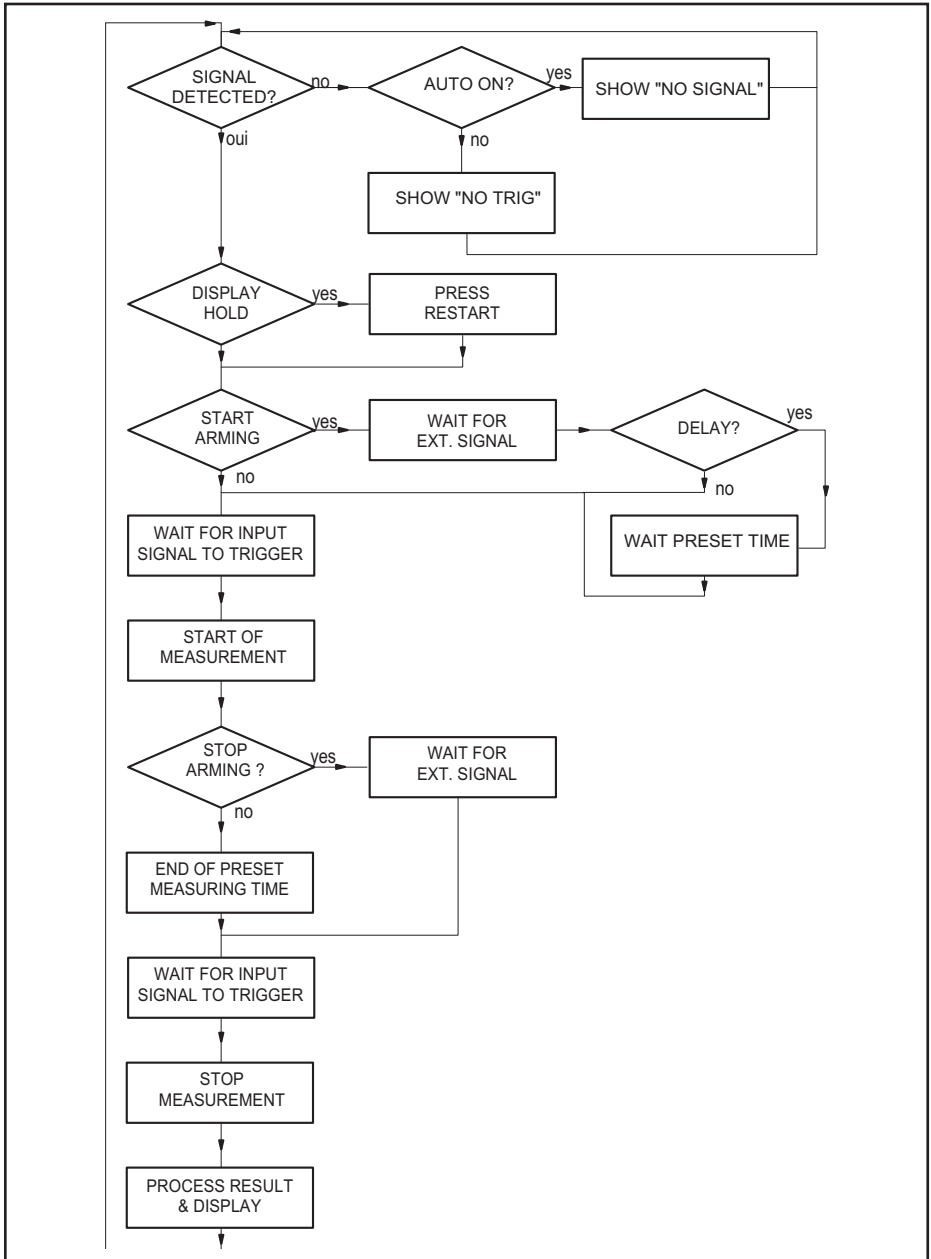 SIGNAL
DETECTED?
no
AUTO ON?
yes
SHOW "NO SIGNAL"
oui
no
SHOW "NO TRIG"
DISPLAY
HOLD
yes
PRESS
RESTART
START
ARMING
yes
WAIT FOR
EXT. SIGNAL
DELAY?
yes
no
no
WAIT FOR INPUT
SIGNAL TO TRIGGER
WAIT PRESET TIME
START OF
MEASUREMENT
STOP
ARMING ?
yes
WAIT FOR
EXT. SIGNAL
no
END OF PRESET
MEASURING TIME
WAIT FOR INPUT
SIGNAL TO TRIGGER
STOP
MEASUREMENT
PROCESS RESULT
& DISPLAY